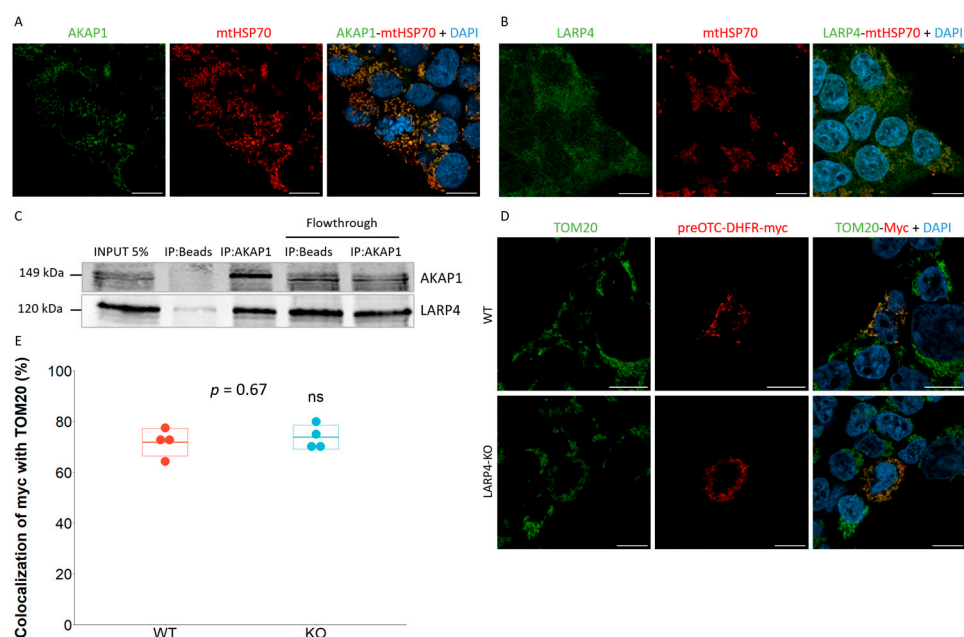 A
AKAP1
mtHSP70
AKAP1-mtHSP70 + DAPI
B
LARP4
mtHSP70
LARP4-mtHSP70 + DAPI
C
Flowthrough
INPUT 5%
IP:Beads
IP:AKAP1
IP:Beads
IP:AKAP1
149 kDa
AKAP1
120 kDa
LARP4
D
TOM20
preOTC-DHFR-myc
TOM20-Myc + DAPI
WT
LARP4-KO
E
Colocalization of myc with TOM20 (%)
100
80
60
40
20
0
p = 0.67
ns
WT
KO